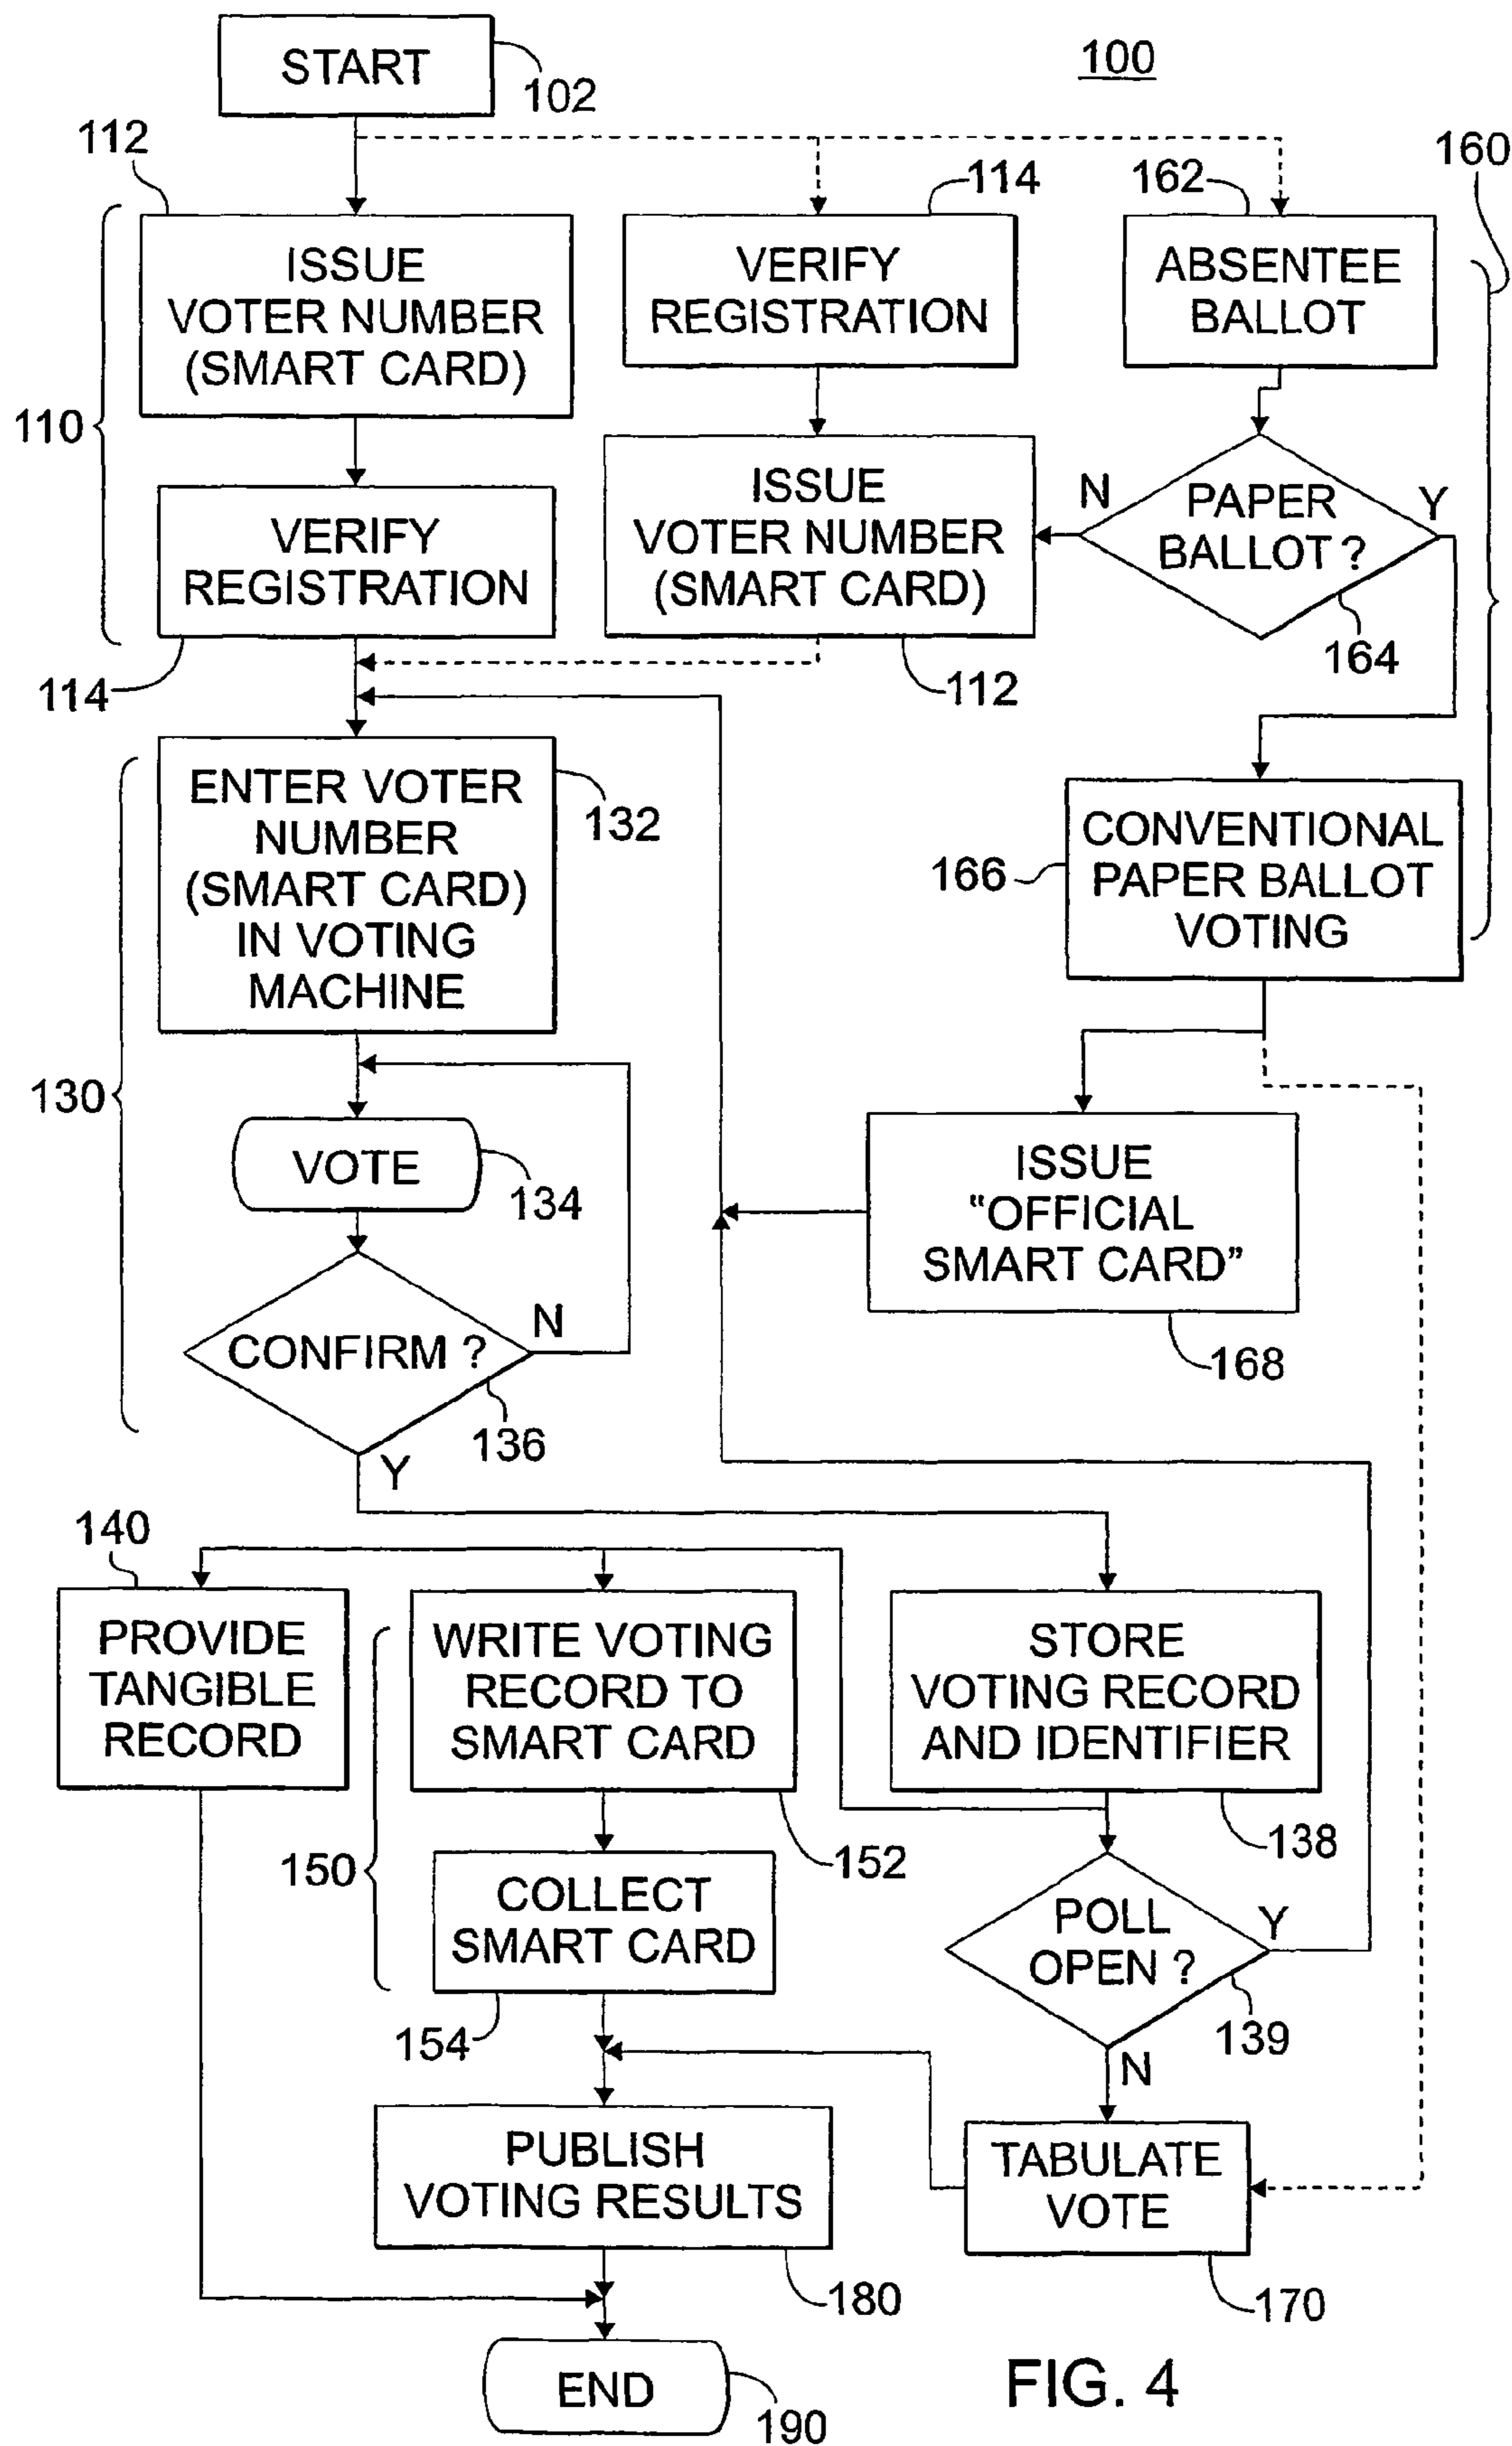 START
102
100
112
114
162
160
ISSUE
VOTER NUMBER
(SMART CARD)
VERIFY
REGISTRATION
ABSENTEE
BALLOT
110
VERIFY
REGISTRATION
ISSUE
VOTER NUMBER
(SMART CARD)
N
PAPER
BALLOT ?
Y
164
114
112
ENTER VOTER
NUMBER
(SMART CARD)
IN VOTING
MACHINE
132
166
CONVENTIONAL
PAPER BALLOT
VOTING
130
VOTE
134
ISSUE
“OFFICIAL
SMART CARD”
168
CONFIRM ?
N
136
Y
140
PROVIDE
TANGIBLE
RECORD
WRITE VOTING
RECORD TO
SMART CARD
STORE
VOTING RECORD
AND IDENTIFIER
138
150
152
COLLECT
SMART CARD
POLL
OPEN ?
Y
154
139
N
PUBLISH
VOTING RESULTS
TABULATE
VOTE
180
170
END
190
FIG. 4